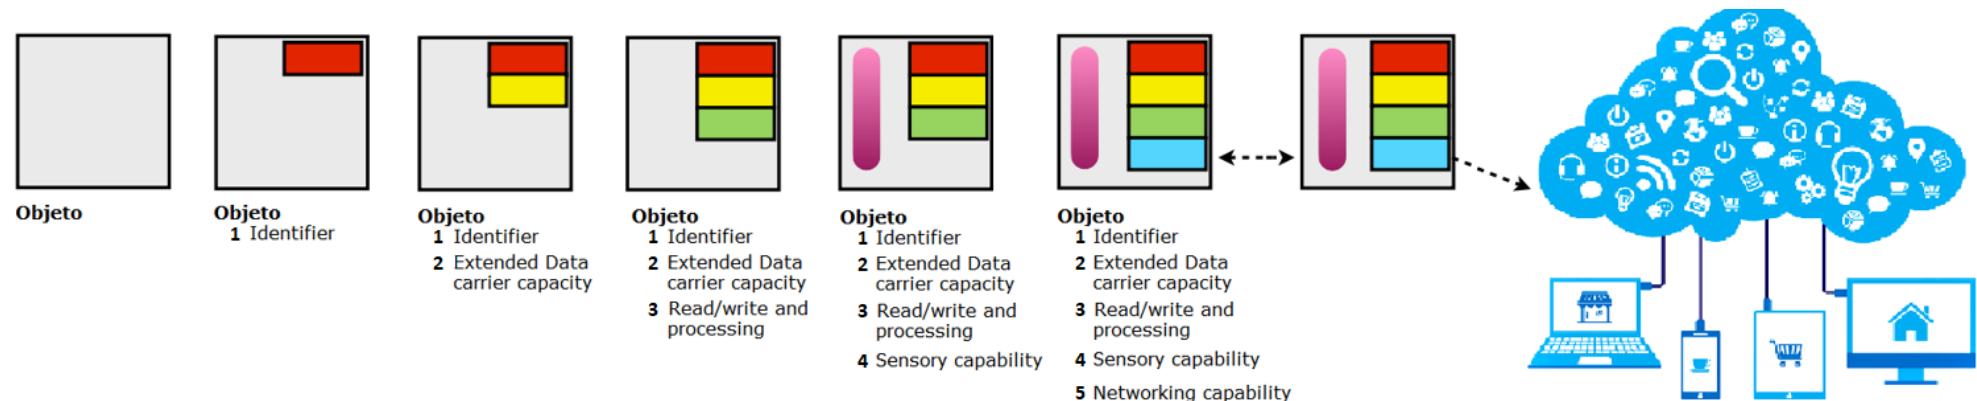 Objeto
Objeto
1 Identifier
Objeto
1 Identifier
2 Extended Data
carrier capacity
Objeto
1 Identifier
2 Extended Data
carrier capacity
3 Read/write and
processing
Objeto
1 Identifier
2 Extended Data
carrier capacity
3 Read/write and
processing
4 Sensory capability
Objeto
1 Identifier
2 Extended Data
carrier capacity
3 Read/write and
processing
4 Sensory capability
5 Networking capability